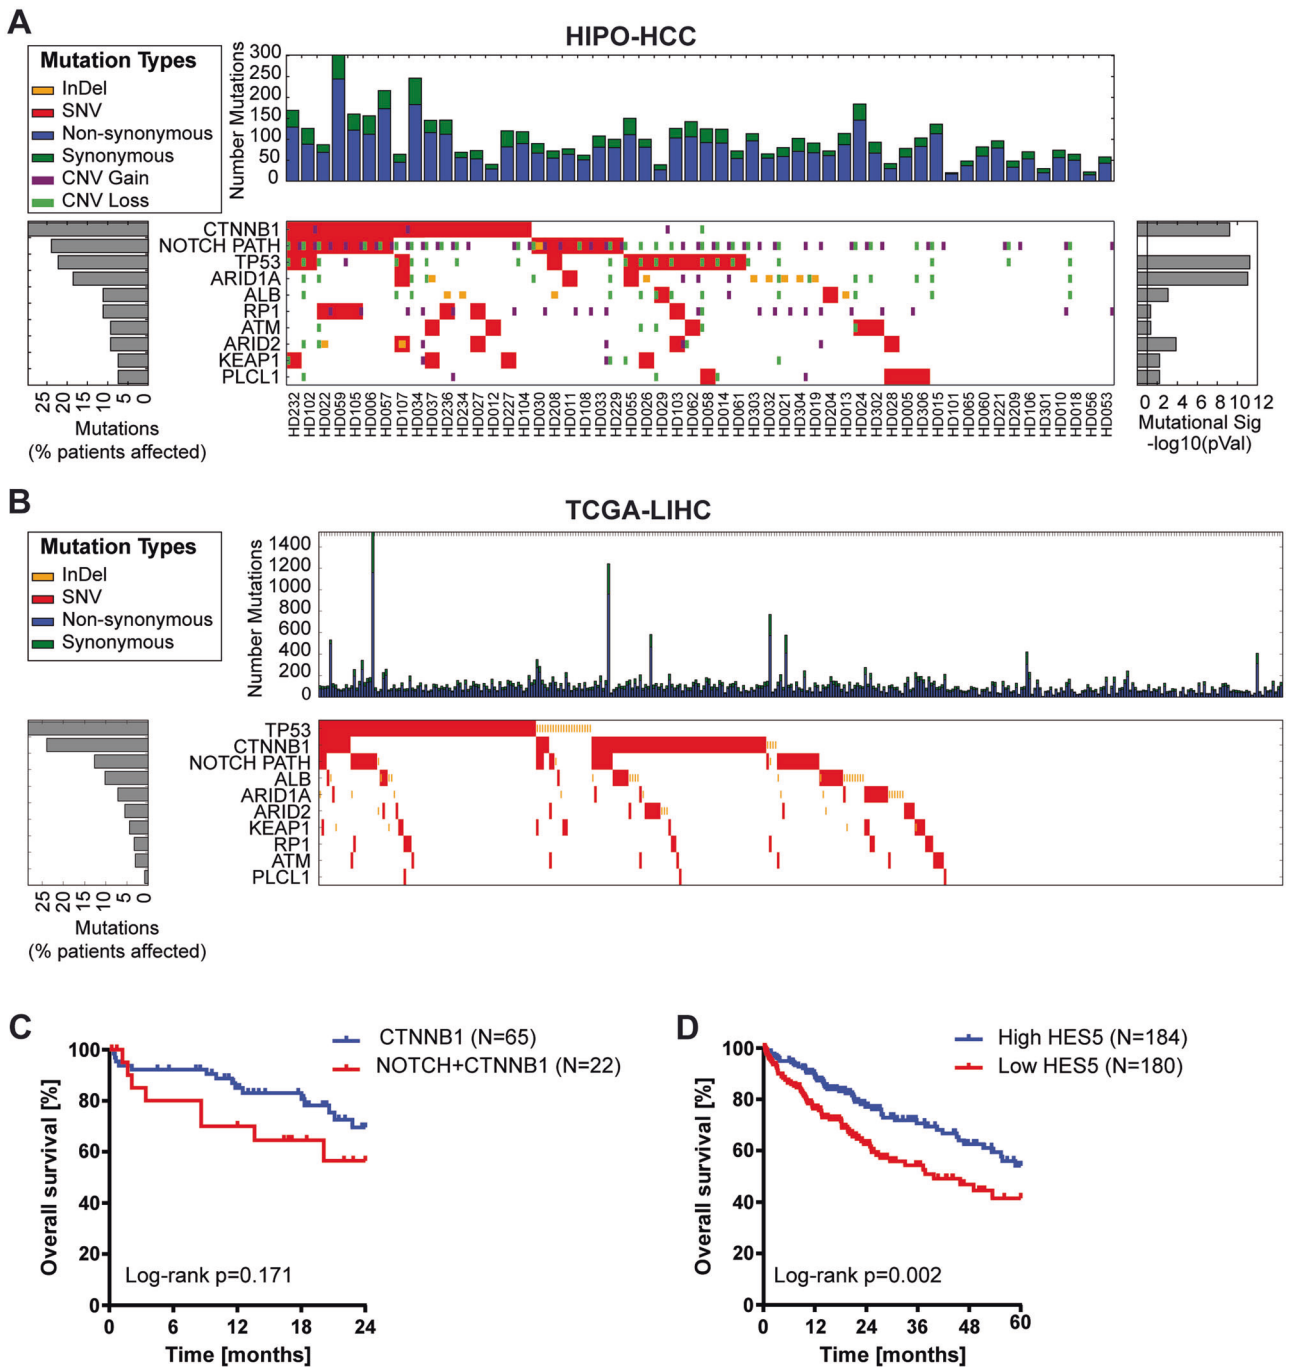 A
HIPO-HCC
Mutation Types
InDel
SNV
Non-synonymous
Synonymous
CNV Gain
CNV Loss
Number Mutations
300
250
200
150
100
50
0
CTNNB1
NOTCH PATH
TP53
ARID1A
ALB
RP1
ATM
ARID2
KEAP1
PLCL1
25 20 15 10 5 0
Mutations
(% patients affected)
HD232 HD102 HD022 HD059 HD105 HD006 HD057 HD107 HD034 HD037 HD236 HD234 HD027 HD012 HD227 HD104 HD030 HD208 HD011 HD108 HD033 HD229 HD055 HD026 HD029 HD103 HD062 HD058 HD014 HD061 HD303 HD032 HD021 HD304 HD019 HD204 HD013 HD024 HD302 HD028 HD005 HD306 HD015 HD101 HD065 HD060 HD221 HD209 HD106 HD301 HD010 HD018 HD056 HD053
0 2 4 6 8 10 12
Mutational Sig
-log10(pVal)
B
TCGA-LIHC
Mutation Types
InDel
SNV
Non-synonymous
Synonymous
Number Mutations
1400
1200
1000
800
600
400
200
0
TP53
CTNNB1
NOTCH PATH
ALB
ARID1A
ARID2
KEAP1
RP1
ATM
PLCL1
25 20 15 10 5 0
Mutations
(% patients affected)
C
CTNNB1 (N=65)
NOTCH+CTNNB1 (N=22)
Overall survival [%]
100
80
60
40
20
0
Log-rank p=0.171
0 6 12 18 24
Time [months]
D
High HES5 (N=184)
Low HES5 (N=180)
Overall survival [%]
100
80
60
40
20
0
Log-rank p=0.002
0 12 24 36 48 60
Time [months]